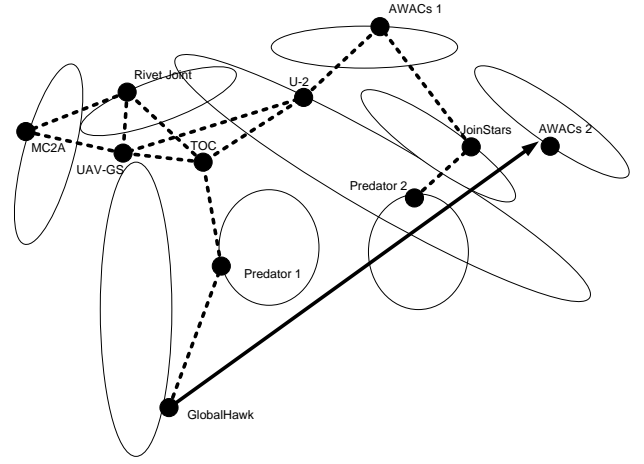 AWACs 1
Rivet Joint
U-2
JoinStars
AWACs 2
MC2A
UAV-GS
TOC
Predator 2
Predator 1
GlobalHawk